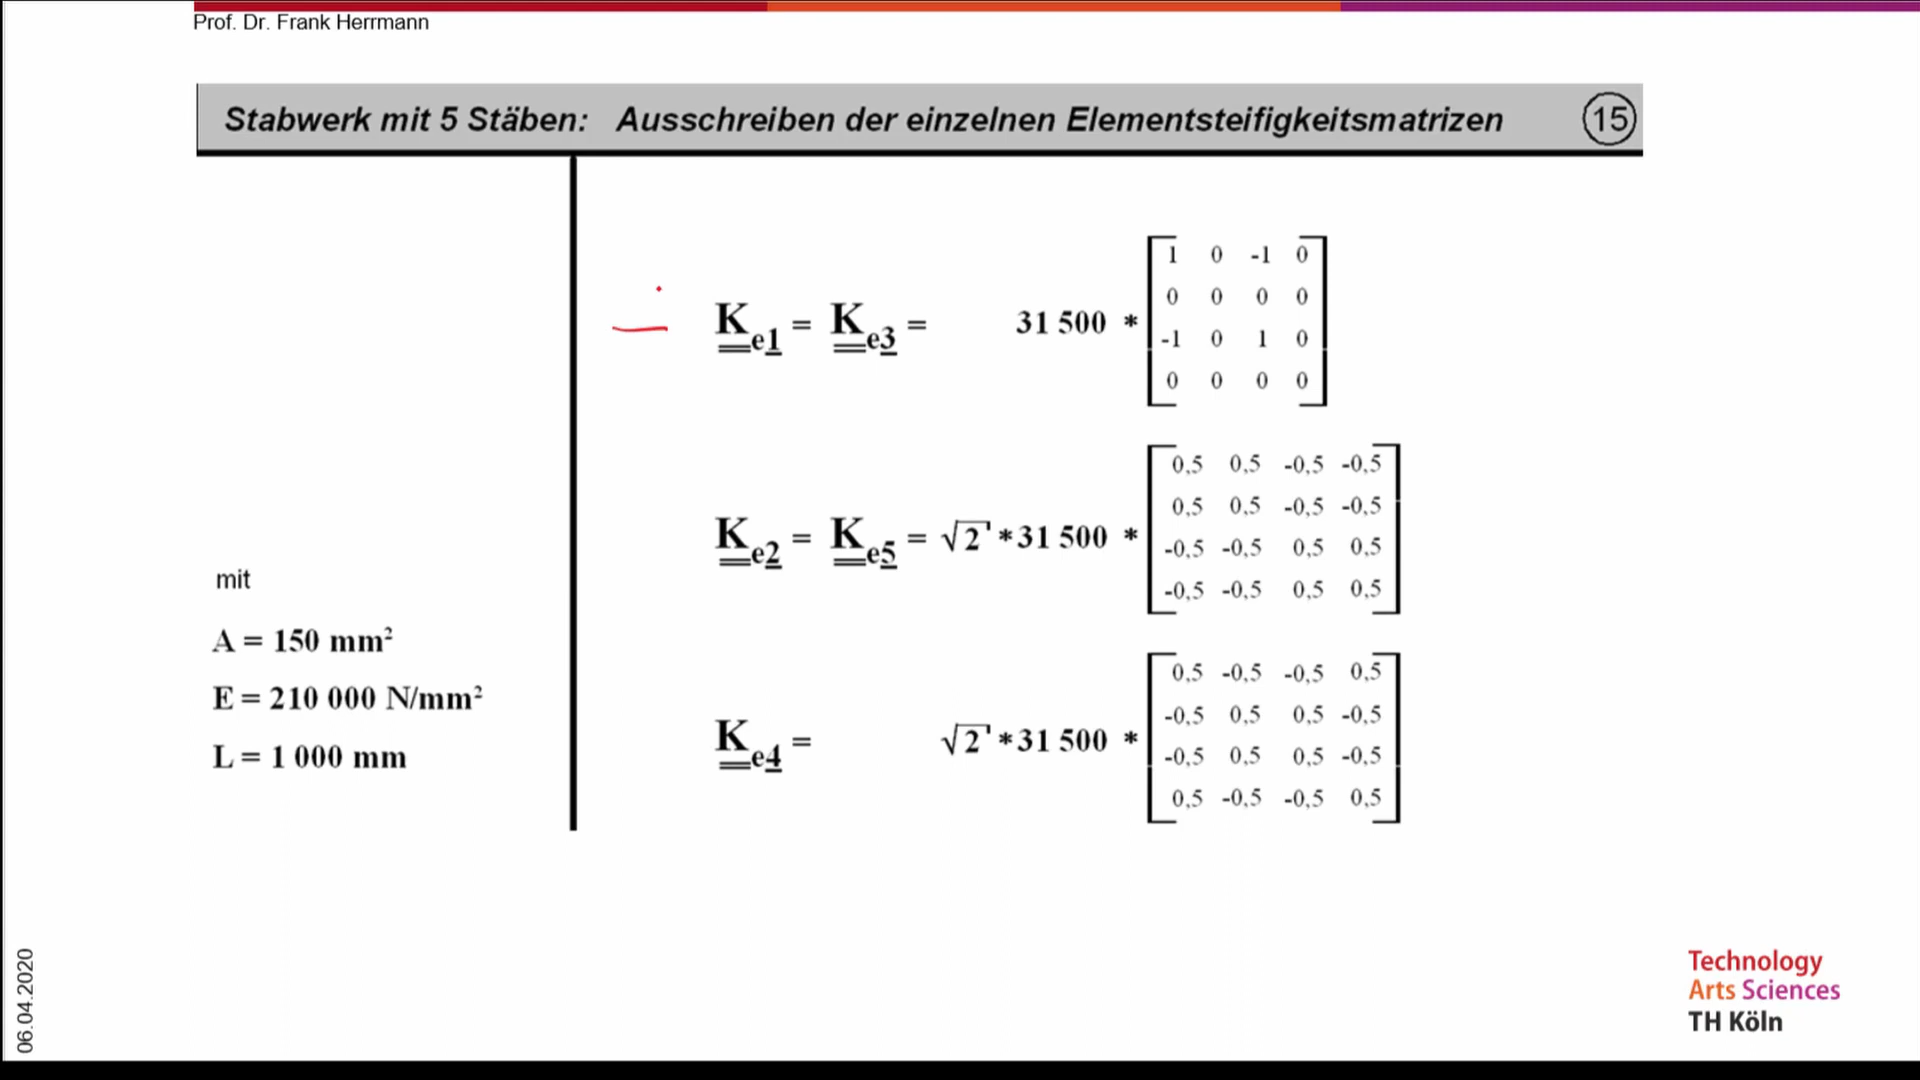 Prof. Dr. Frank Herrmann
Stabwerk mit 5 Stäben: Ausschreiben der einzelnen Elementsteifigkeitsmatrizen 15
K e1 = K e3 = 31 500 *
1 0 -1 0
0 0 0 0
-1 0 1 0
0 0 0 0
K e2 = K e5 = √2 * 31 500 *
0,5 0,5 -0,5 -0,5
0,5 0,5 -0,5 -0,5
-0,5 -0,5 0,5 0,5
-0,5 -0,5 0,5 0,5
K e4 = √2 * 31 500 *
0,5 -0,5 -0,5 0,5
-0,5 0,5 0,5 -0,5
-0,5 0,5 0,5 -0,5
0,5 -0,5 -0,5 0,5
mit
A = 150 mm²
E = 210 000 N/mm²
L = 1 000 mm
06.04.2020
Technology
Arts Sciences
TH Köln